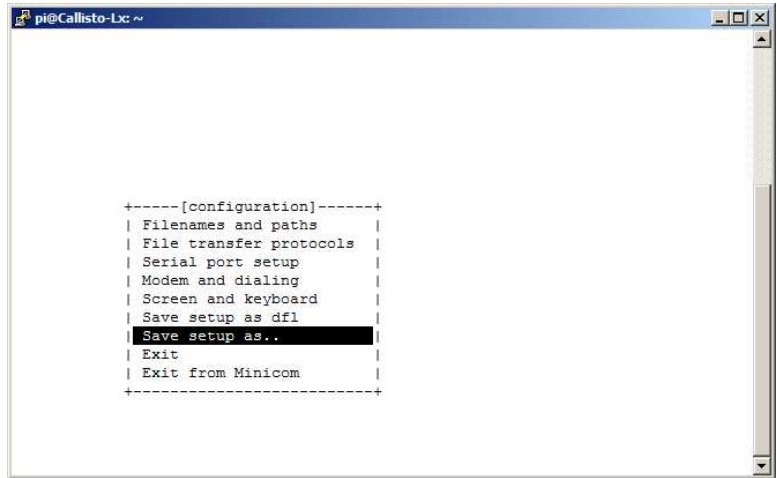 pi@Callisto-Lx: ~
+-----[configuration]------+
| Filenames and paths |
| File transfer protocols |
| Serial port setup |
| Modem and dialing |
| Screen and keyboard |
| Save setup as dfl |
| Save setup as.. |
| Exit |
| Exit from Minicom |
+--------------------------+